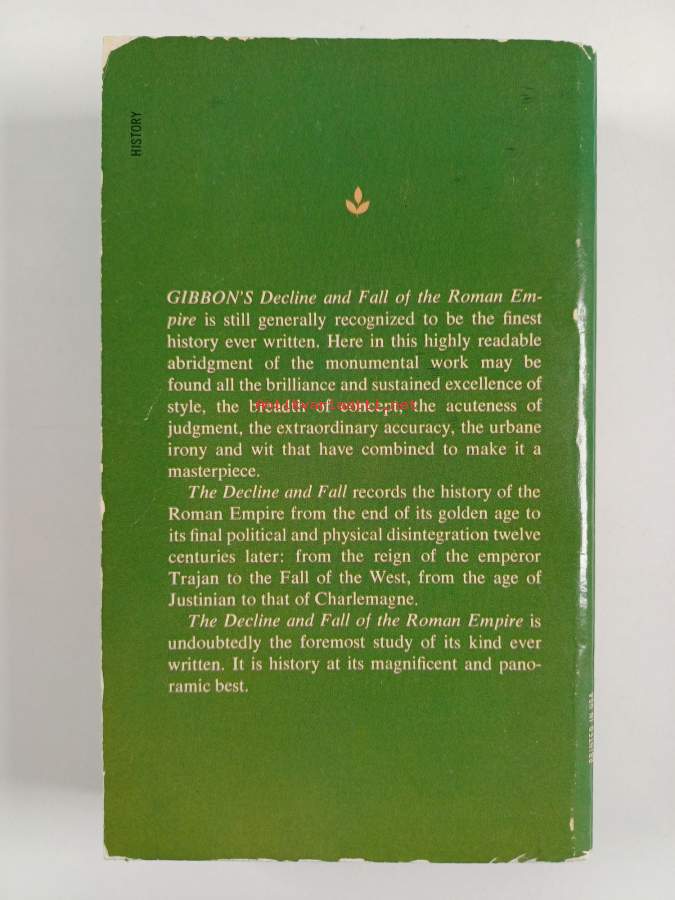 HISTORY
GIBBON'S Decline and Fall of the Roman Em-
pire is still generally recognized to be the finest
history ever written. Here in this highly readable
abridgment of the monumental work may be
found all the brilliance and sustained excellence of
style, the breadth of concept, the acuteness of
judgment, the extraordinary accuracy, the urbane
irony and wit that have combined to make it a
masterpiece.
The Decline and Fall records the history of the
Roman Empire from the end of its golden age to
its final political and physical disintegration twelve
centuries later: from the reign of the emperor
Trajan to the Fall of the West, from the age of
Justinian to that of Charlemagne.
The Decline and Fall of the Roman Empire is
undoubtedly the foremost study of its kind ever
written. It is history at its magnificent and pano-
ramic best.
PRINTED IN USA